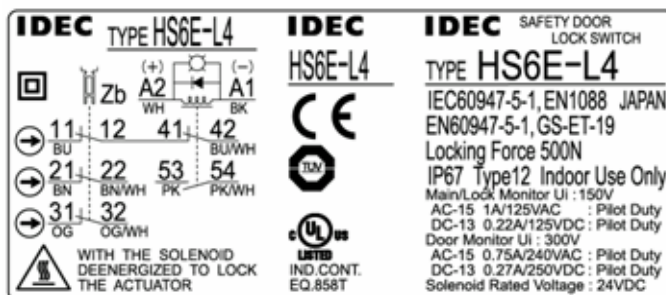 IDEC TYPE HS6E-L4
(+) (-)
Zb A2 A1
WH BK
11 12 41 42
BU BU/WH
21 22 53 54
BN BN/WH PK PK/WH
31 32
OG OG/WH
WITH THE SOLENOID
DEENERGIZED TO LOCK
THE ACTUATOR
IDEC
HS6E-L4
CE
TUV
c UL us
LISTED
IND.CONT.
EQ.858T
IDEC SAFETY DOOR
LOCK SWITCH
TYPE HS6E-L4
IEC60947-5-1, EN1088 JAPAN
EN60947-5-1, GS-ET-19
Locking Force 500N
IP67 Type12 Indoor Use Only
Main/Lock Monitor Ui : 150V
AC-15 1A/125VAC : Pilot Duty
DC-13 0.22A/125VDC : Pilot Duty
Door Monitor Ui : 300V
AC-15 0.75A/240VAC : Pilot Duty
DC-13 0.27A/250VDC : Pilot Duty
Solenoid Rated Voltage : 24VDC